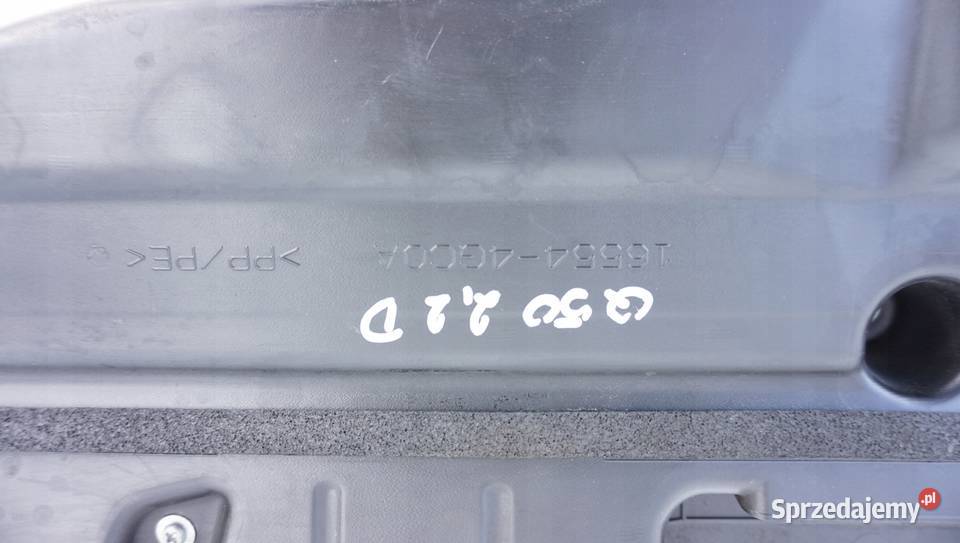 16554-4GC0A >PP/PE<
Q50 2,2 D
Sprzedajemy.pl